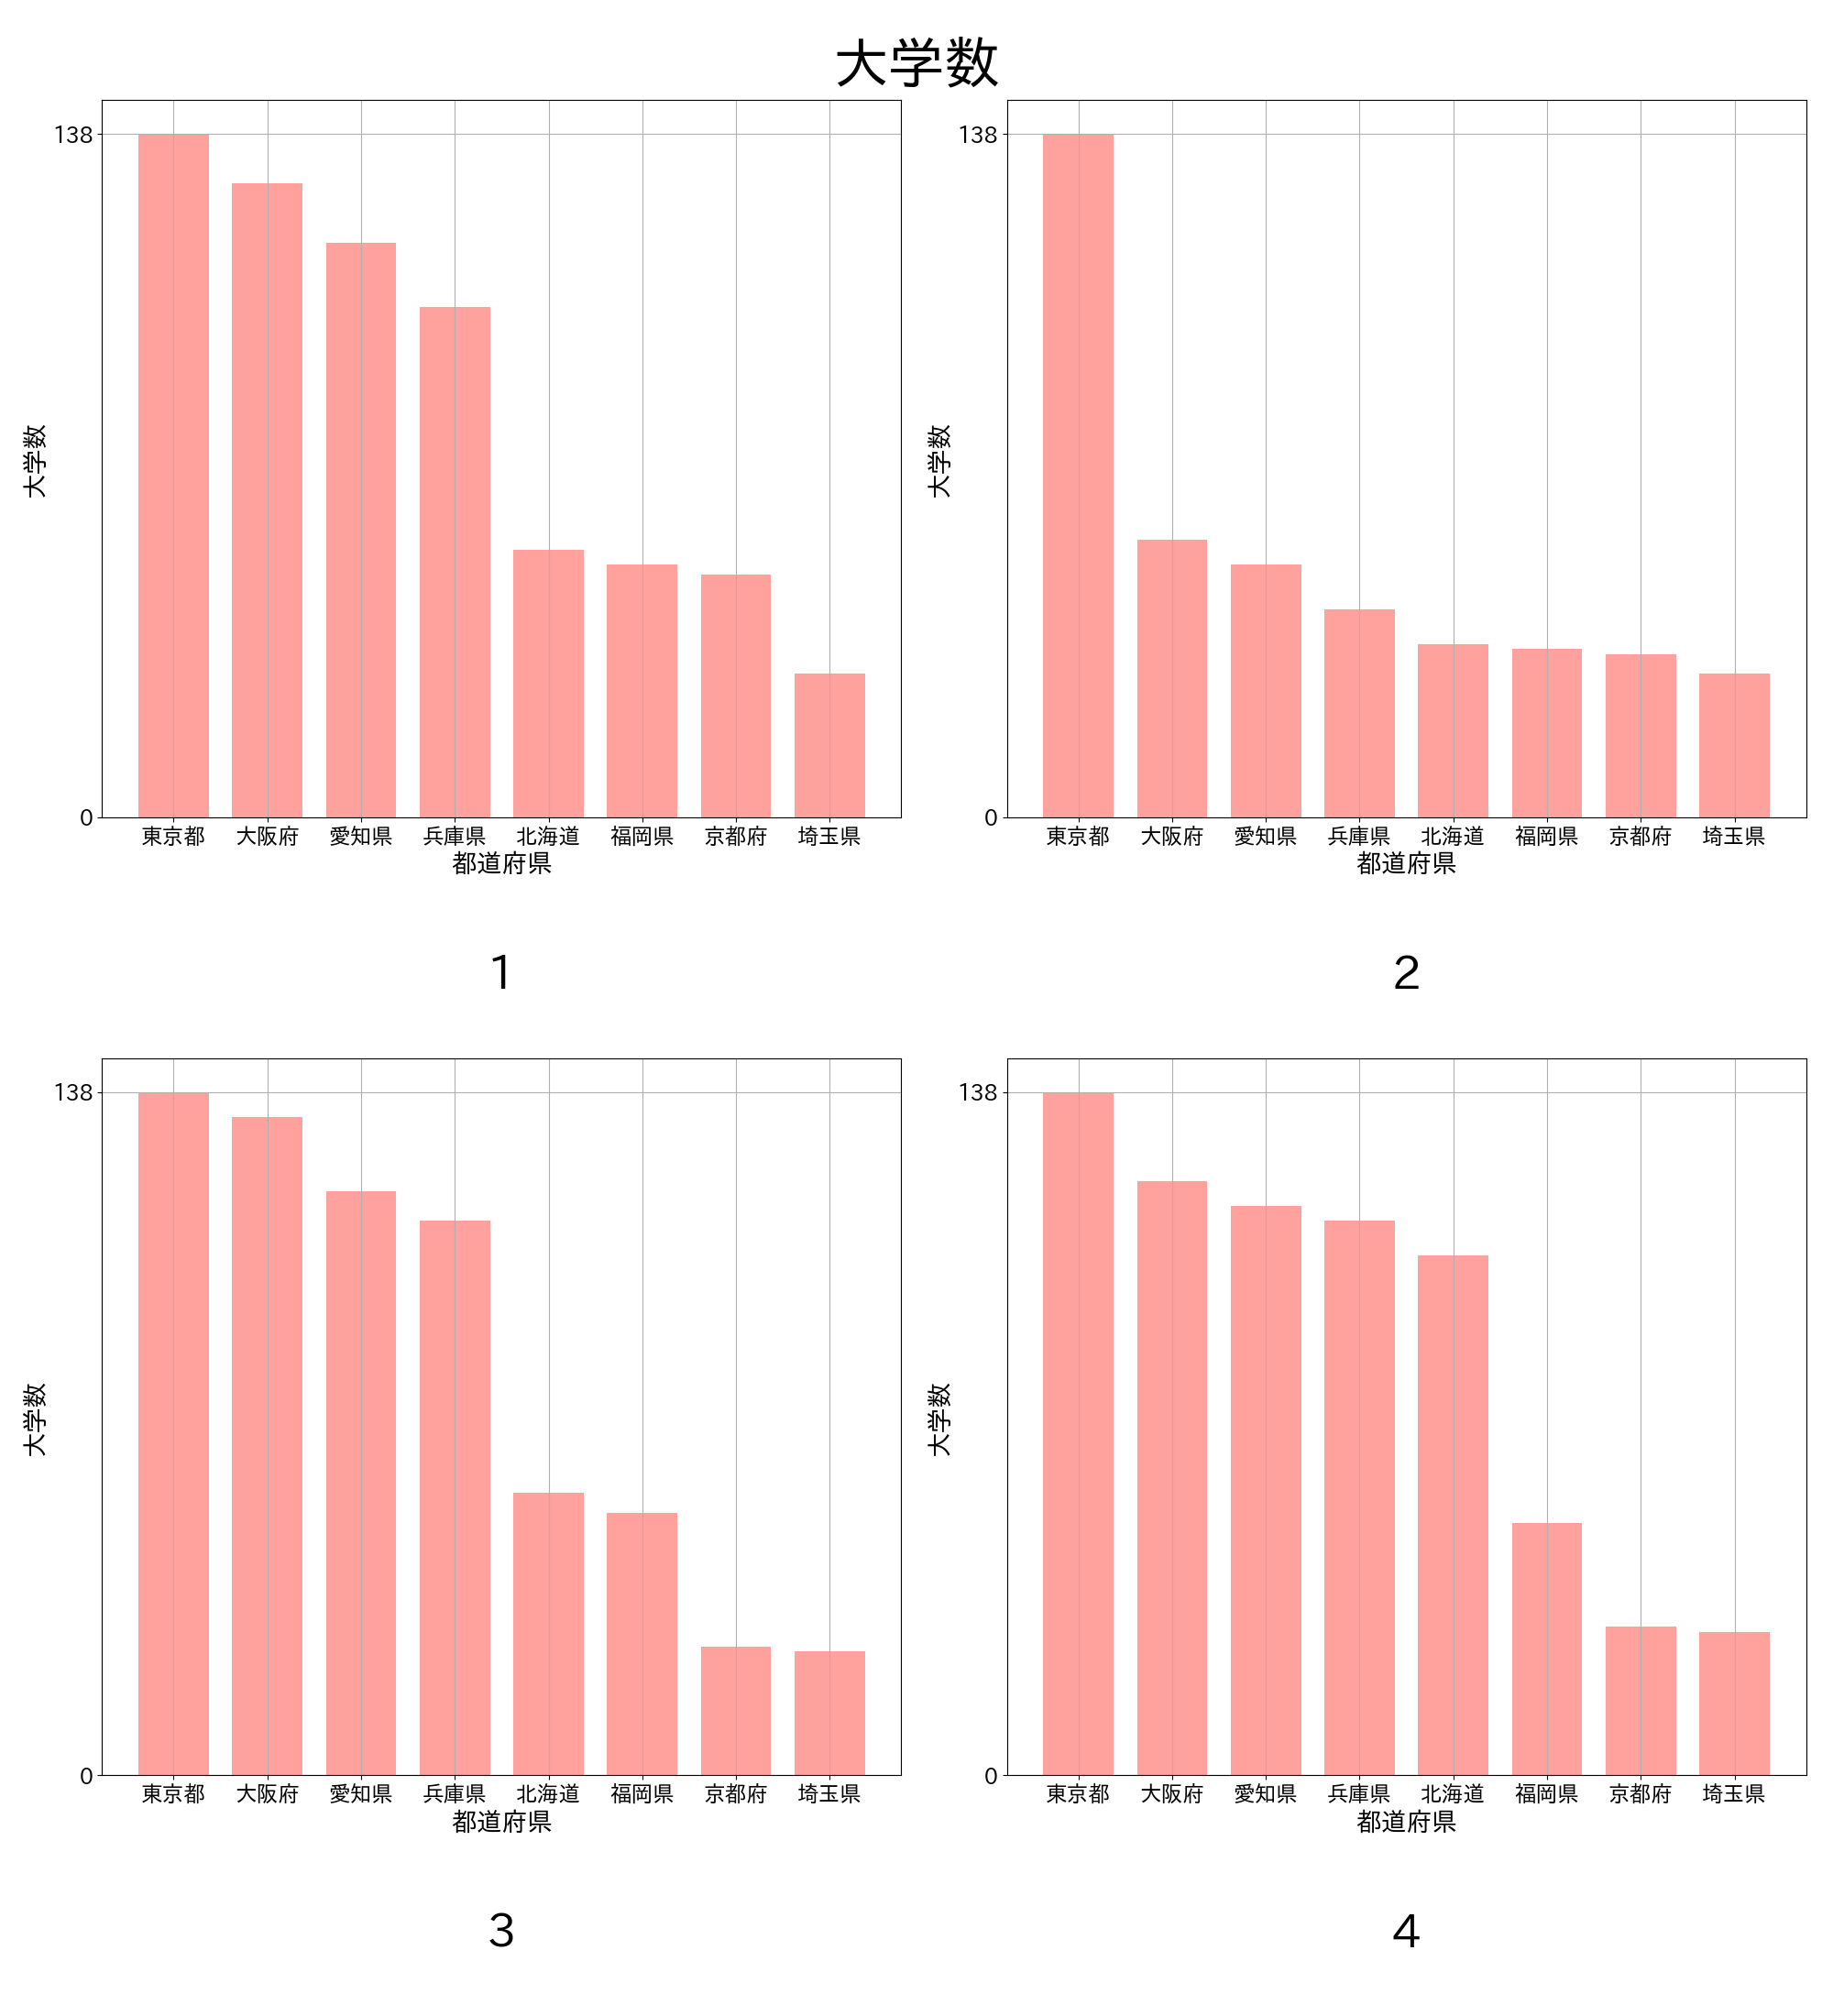 大学数
138
0
大学数
東京都 大阪府 愛知県 兵庫県 北海道 福岡県 京都府 埼玉県
都道府県
1
138
0
大学数
東京都 大阪府 愛知県 兵庫県 北海道 福岡県 京都府 埼玉県
都道府県
2
138
0
大学数
東京都 大阪府 愛知県 兵庫県 北海道 福岡県 京都府 埼玉県
都道府県
3
138
0
大学数
東京都 大阪府 愛知県 兵庫県 北海道 福岡県 京都府 埼玉県
都道府県
4